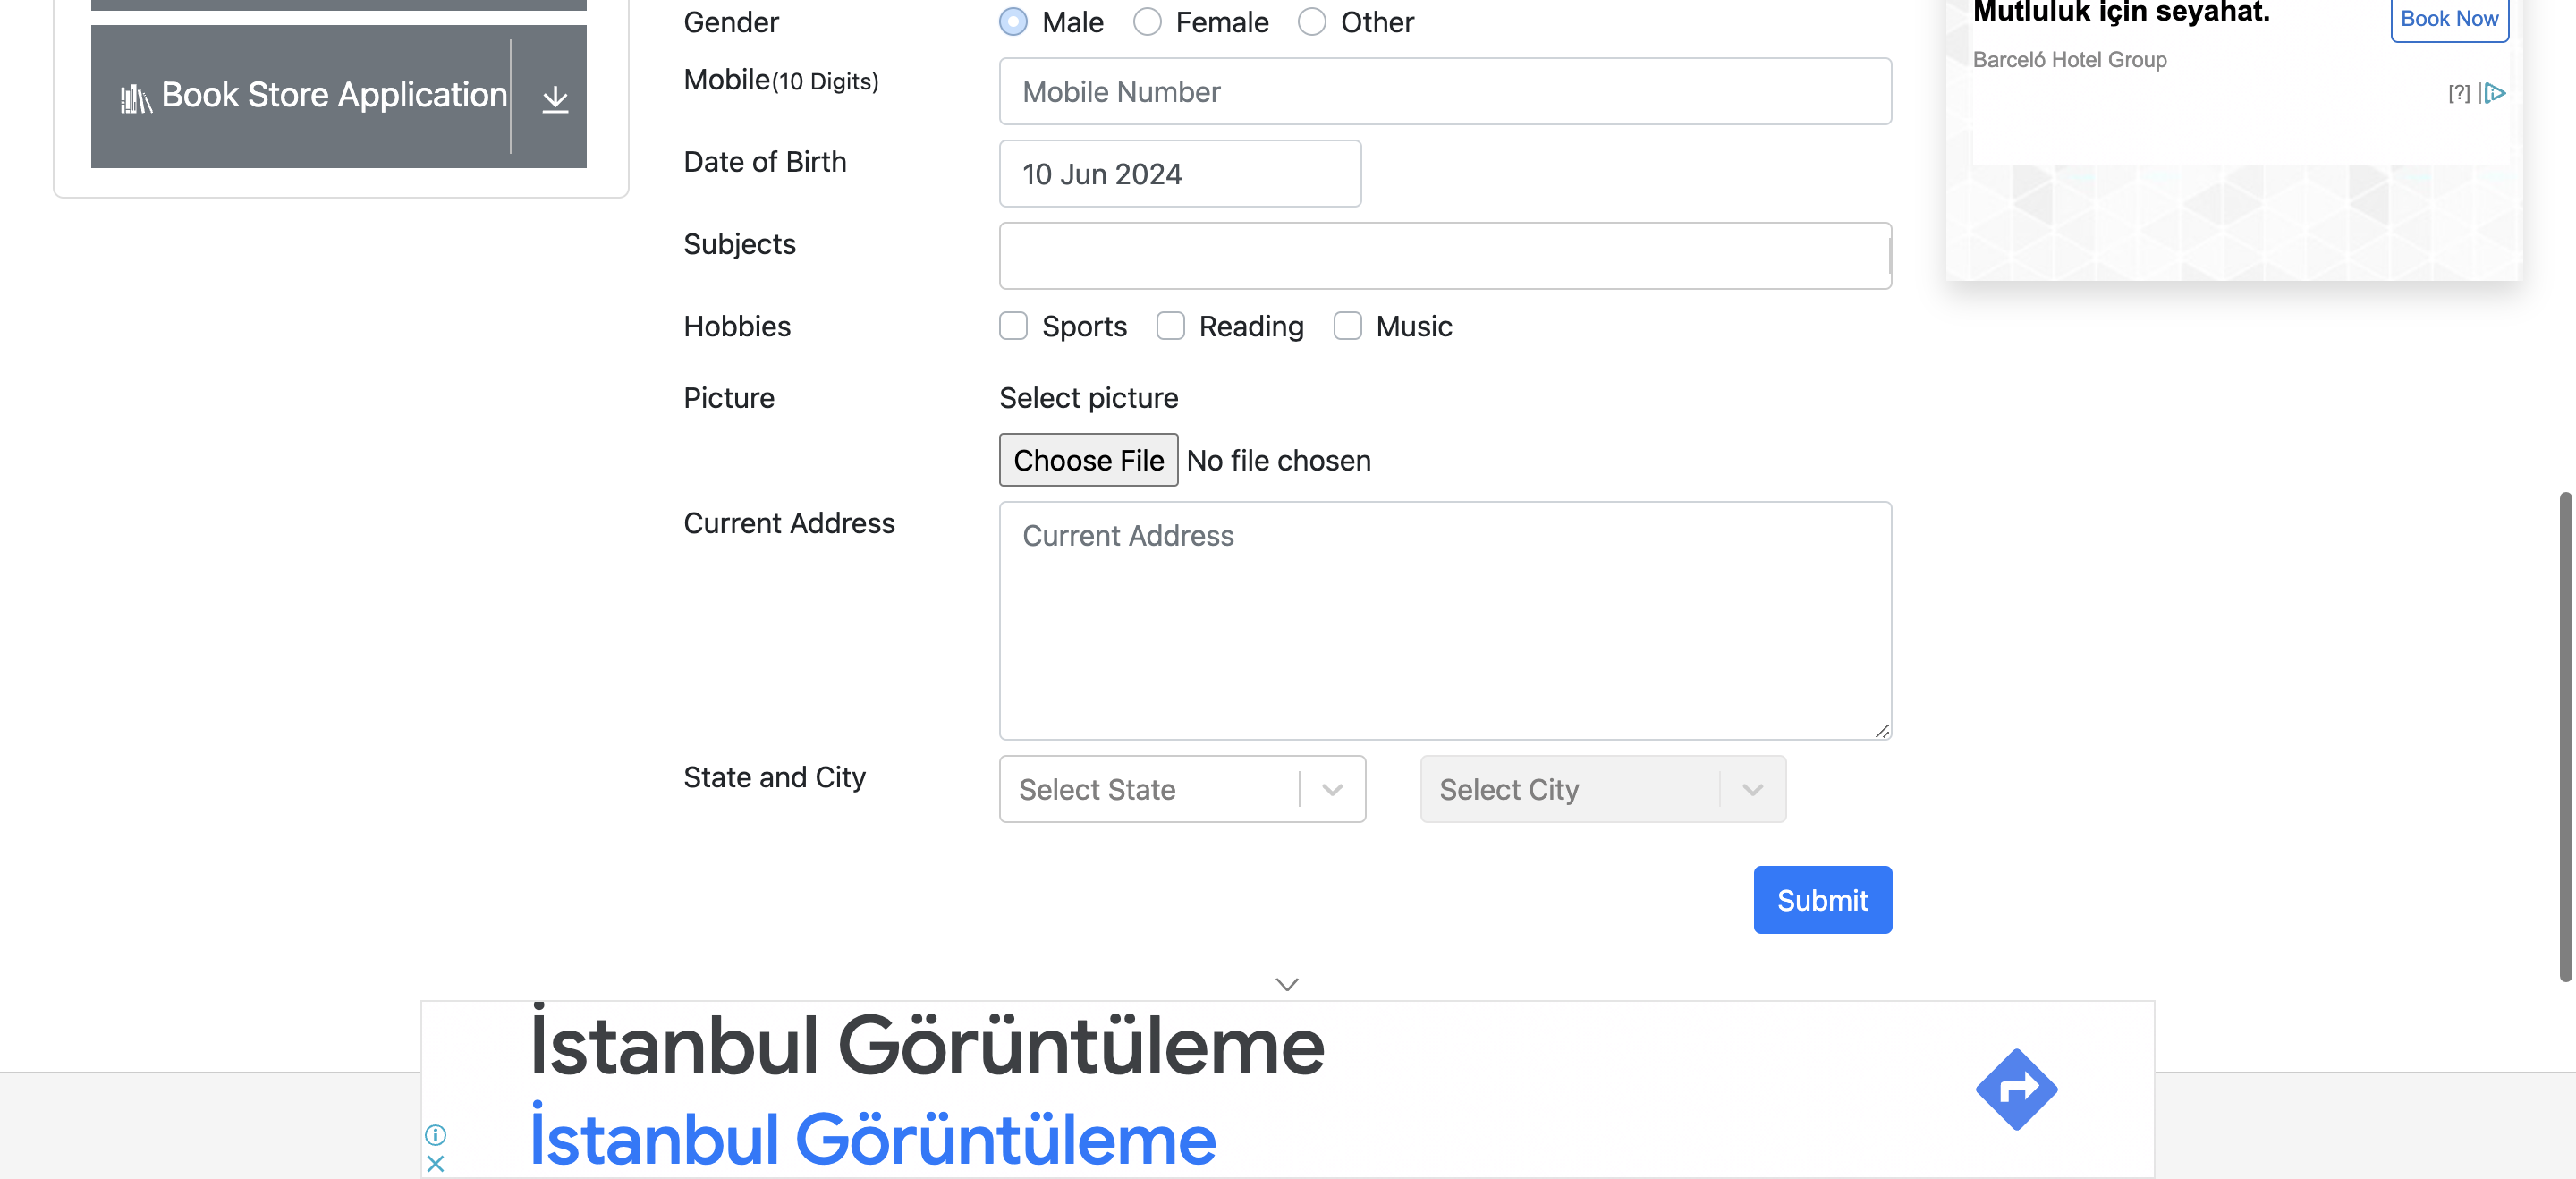 Book Store Application
Gender
Male Female Other
Mobile(10 Digits)
Mobile Number
Date of Birth
10 Jun 2024
Subjects
Hobbies
Sports Reading Music
Picture
Select picture
Choose File No file chosen
Current Address
Current Address
State and City
Select State
Select City
Submit
Mutluluk için seyahat.
Book Now
Barceló Hotel Group
[?]
İstanbul Görüntüleme
İstanbul Görüntüleme